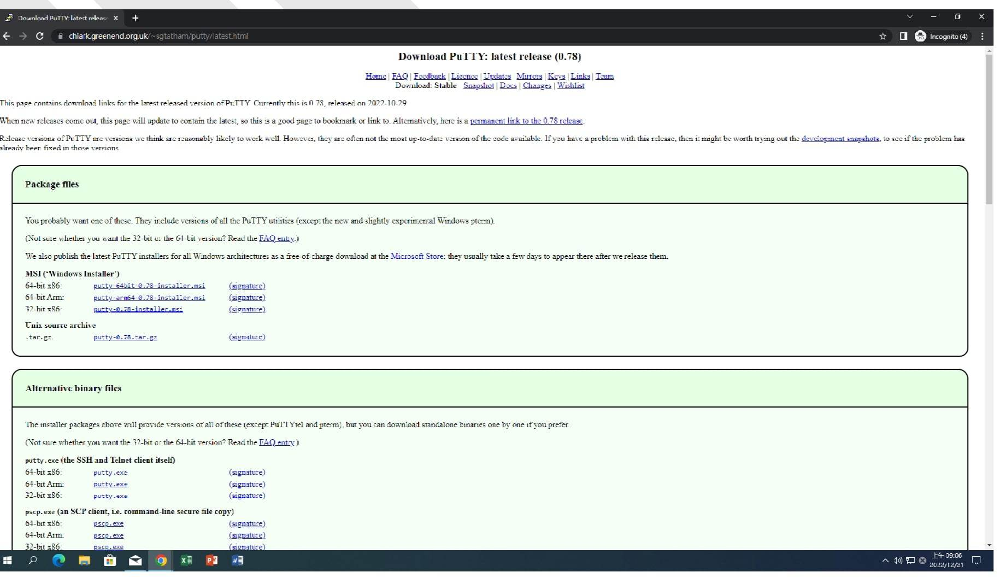 Download PuTTY: latest release
chiark.greenend.org.uk/~sgtatham/putty/latest.html
Incognito (4)
Download PuTTY: latest release (0.78)
Home | FAQ | Feedback | Licence | Updates | Mirrors | Keys | Links | Team
Download: Stable | Snapshot | Docs | Changes | Wishlist
This page contains download links for the latest released version of PuTTY. Currently this is 0.78, released on 2022-10-29.
When new releases come out, this page will update to contain the latest, so this is a good page to bookmark or link to. Alternatively, here is a permanent link to the 0.78 release.
Release versions of PuTTY are versions we think are reasonably likely to work well. However, they are often not the most up-to-date version of the code available. If you have a problem with this release, then it might be worth trying out the development snapshots, to see if the problem has
already been fixed in those versions.
Package files
You probably want one of these. They include versions of all the PuTTY utilities (except the new and slightly experimental Windows pterm).
(Not sure whether you want the 32-bit or the 64-bit version? Read the FAQ entry.)
We also publish the latest PuTTY installers for all Windows architectures as a free-of-charge download at the Microsoft Store; they usually take a few days to appear there after we release them.
MSI (‘Windows Installer’)
64-bit x86: putty-64bit-0.78-installer.msi (signature)
64-bit Arm: putty-arm64-0.78-installer.msi (signature)
32-bit x86: putty-0.78-installer.msi (signature)
Unix source archive
.tar.gz: putty-0.78.tar.gz (signature)
Alternative binary files
The installer packages above will provide versions of all of these (except PuTTYtel and pterm), but you can download standalone binaries one by one if you prefer.
(Not sure whether you want the 32-bit or the 64-bit version? Read the FAQ entry.)
putty.exe (the SSH and Telnet client itself)
64-bit x86: putty.exe (signature)
64-bit Arm: putty.exe (signature)
32-bit x86: putty.exe (signature)
pscp.exe (an SCP client, i.e. command-line secure file copy)
64-bit x86: pscp.exe (signature)
64-bit Arm: pscp.exe (signature)
32-bit x86: pscp.exe (signature)
上午 09:06
2022/12/21